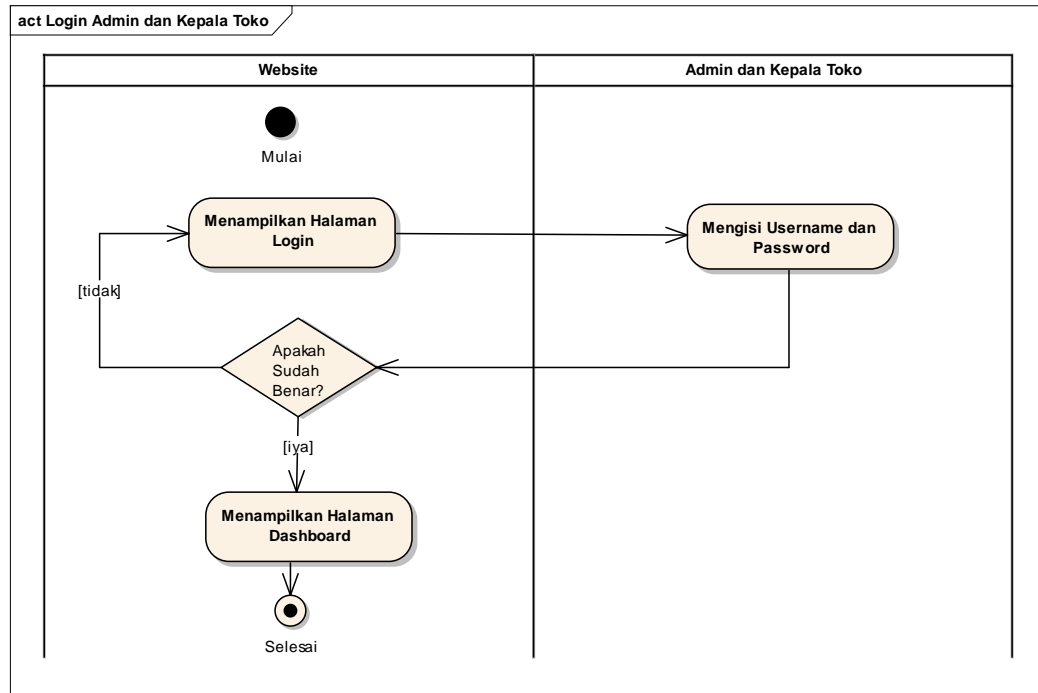 act Login Admin dan Kepala Toko
Website
Admin dan Kepala Toko
Mulai
Menampilkan Halaman
Login
Mengisi Username dan
Password
[tidak]
Apakah
Sudah
Benar?
[iya]
Menampilkan Halaman
Dashboard
Selesai